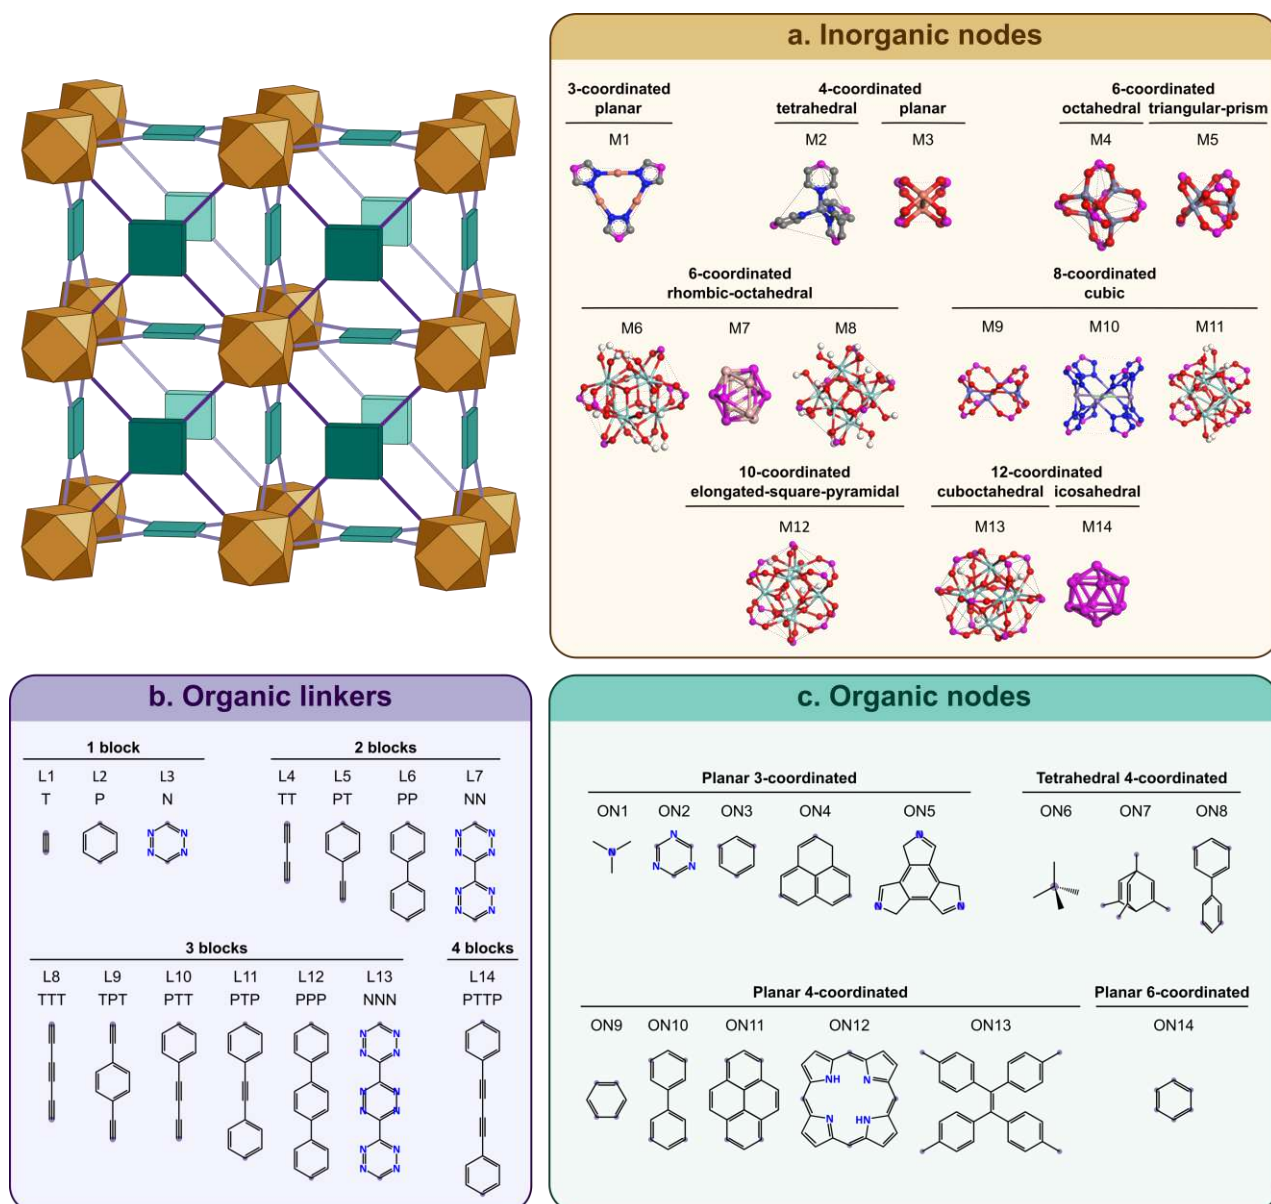 a. Inorganic nodes
3-coordinated
planar
4-coordinated
tetrahedral planar
6-coordinated
octahedral triangular-prism
M1 M2 M3 M4 M5
6-coordinated
rhombic-octahedral
8-coordinated
cubic
M6 M7 M8 M9 M10 M11
10-coordinated
elongated-square-pyramidal
12-coordinated
cuboctahedral icosahedral
M12 M13 M14
b. Organic linkers
1 block 2 blocks
L1 L2 L3 L4 L5 L6 L7
T P N TT PT PP NN
N N
N N
N N
N N
N N
N N
3 blocks 4 blocks
L8 L9 L10 L11 L12 L13 L14
TTT TPT PTT PTP PPP NNN PTTP
N N
N N
N N
N N
N N
N N
c. Organic nodes
Planar 3-coordinated Tetrahedral 4-coordinated
ON1 ON2 ON3 ON4 ON5 ON6 ON7 ON8
N
N
N N
N
N N
Planar 4-coordinated Planar 6-coordinated
ON9 ON10 ON11 ON12 ON13 ON14
NH N
N HN